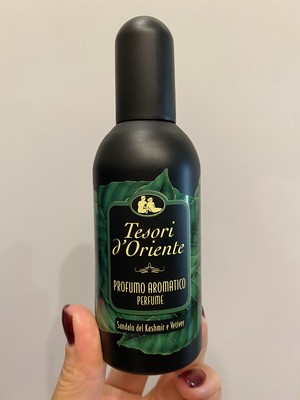 Tesori
d'Oriente
PROFUMO AROMATICO
PERFUME
Sandalo del Kashmir e Vetiver